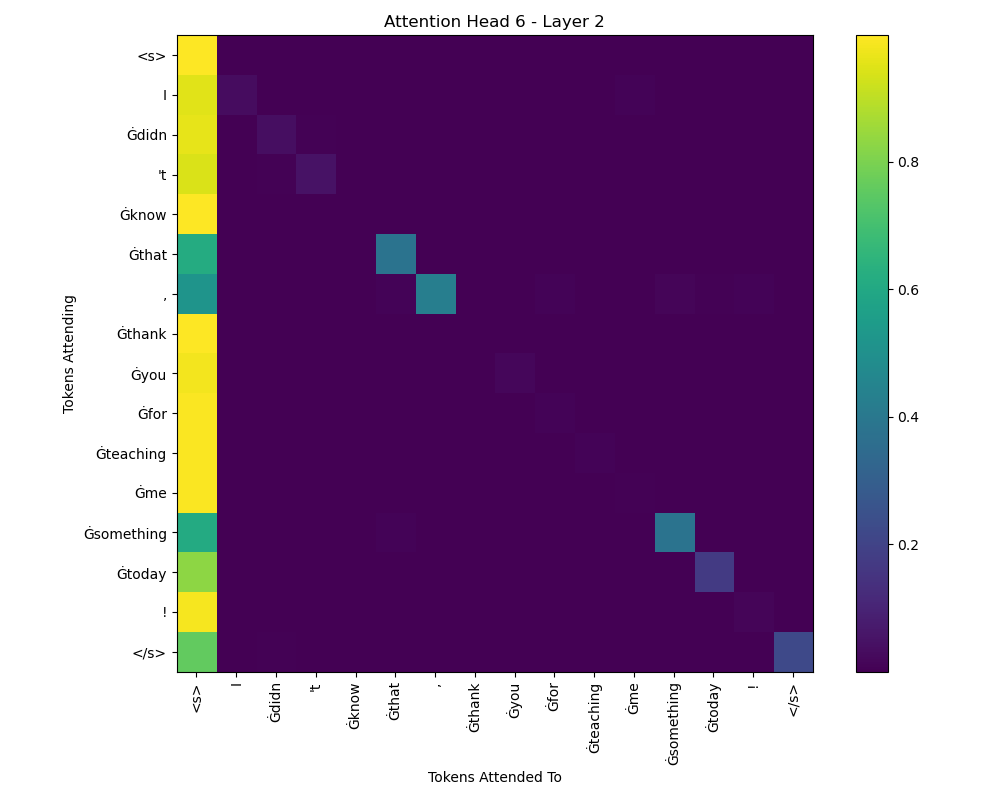 Attention Head 6 - Layer 2
Tokens Attending
<s>
I
Ġdidn
't
Ġknow
Ġthat
,
Ġthank
Ġyou
Ġfor
Ġteaching
Ġme
Ġsomething
Ġtoday
!
</s>
<s>
I
Ġdidn
't
Ġknow
Ġthat
,
Ġthank
Ġyou
Ġfor
Ġteaching
Ġme
Ġsomething
Ġtoday
!
</s>
Tokens Attended To
0.8
0.6
0.4
0.2